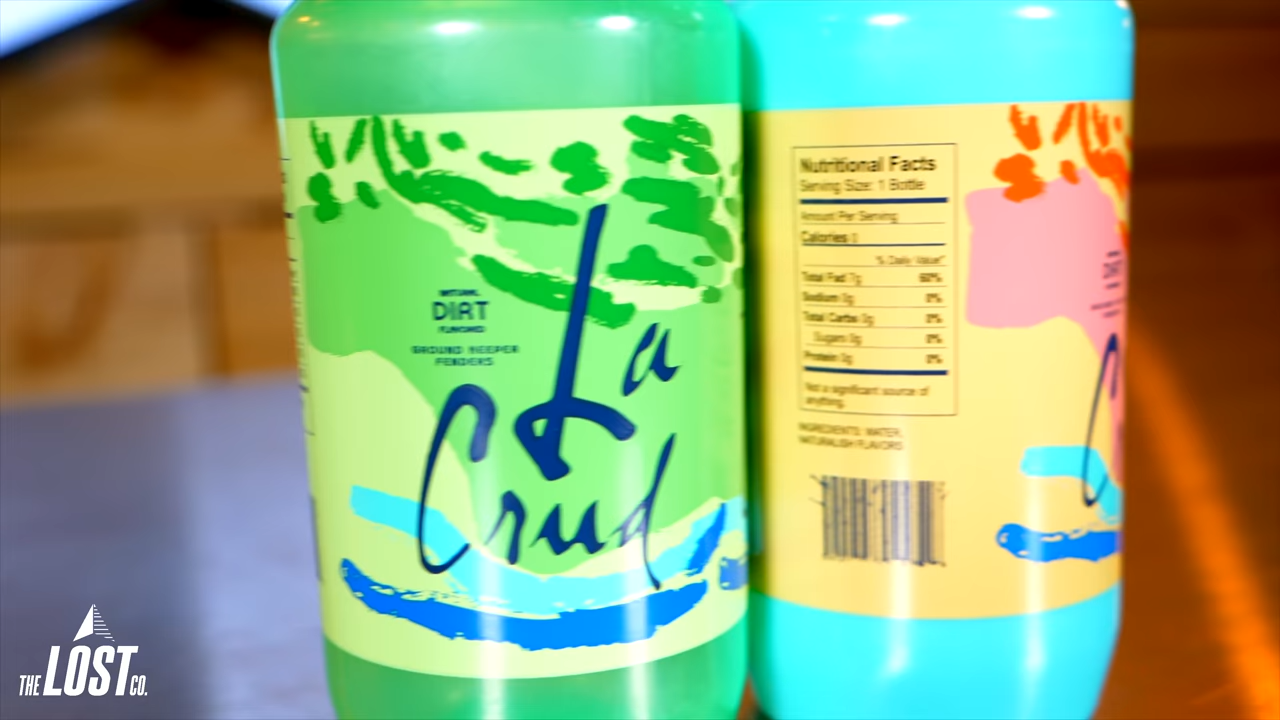 NATURAL
DIRT
FLAVORED
GROUND KEEPER
FENDERS
La
Crud
Nutritional Facts
Serving Size: 1 Bottle
Amount Per Serving
Calories 0
% Daily Value*
Total Fad 7g 60%
Sodium 0g 0%
Total Carbs 0g 0%
Sugars 0g 0%
Protein 0g 0%
Not a significant source of
anything.
INGREDIENTS: WATER,
NATURALISH FLAVORS
THE LOST CO.